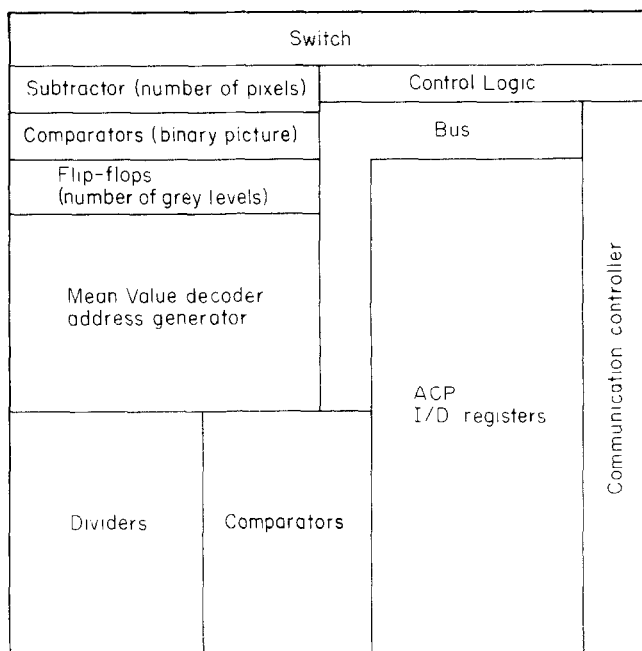 Switch
Subtractor (number of pixels)
Control Logic
Comparators (binary picture)
Bus
Flip-flops
(number of grey levels)
Mean Value decoder
address generator
ACP
I/D registers
Communication controller
Dividers
Comparators